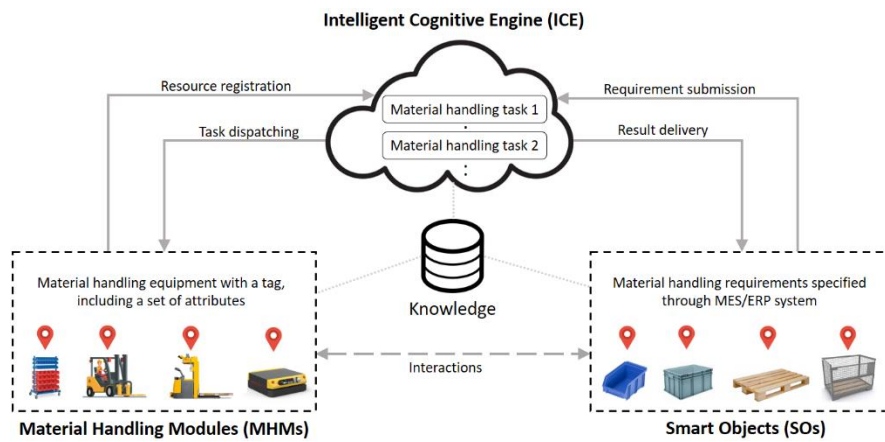 Intelligent Cognitive Engine (ICE)
Resource registration
Requirement submission
Material handling task 1
Task dispatching
Result delivery
Material handling task 2
Material handling equipment with a tag,
including a set of attributes
Knowledge
Material handling requirements specified
through MES/ERP system
Interactions
Material Handling Modules (MHMs)
Smart Objects (SOs)